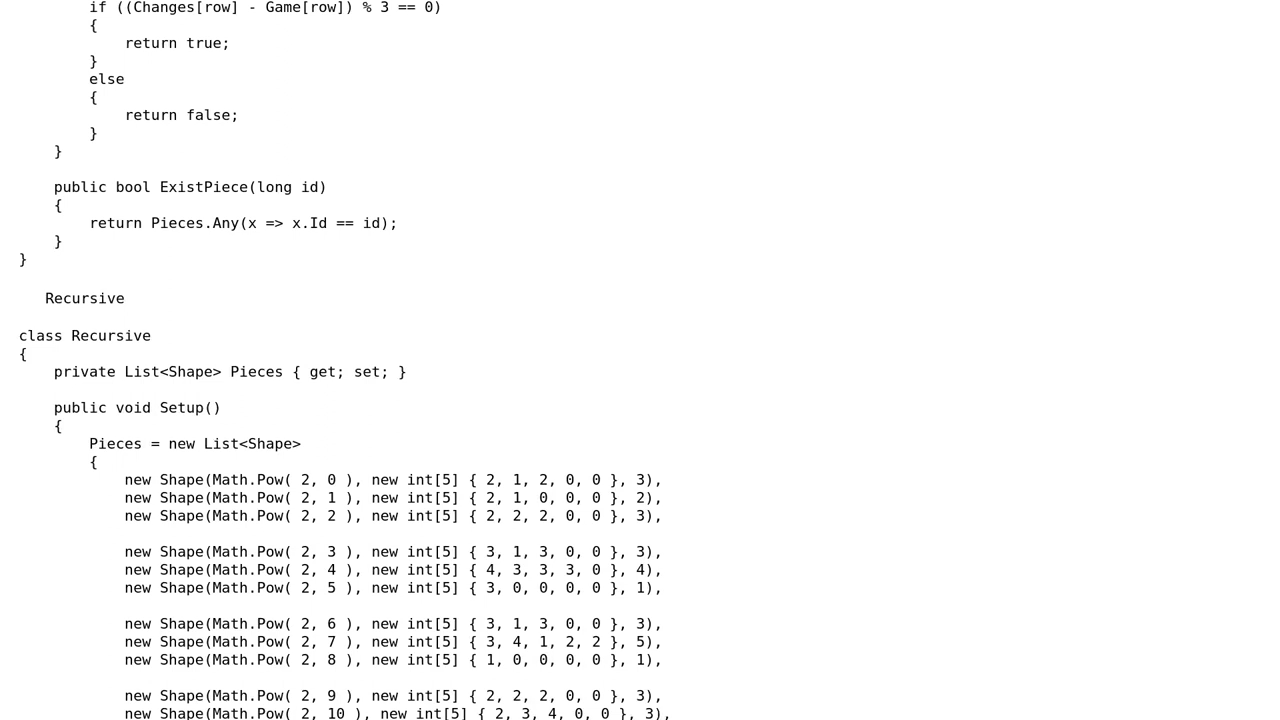 if ((Changes[row] - Game[row]) % 3 == 0)
{
return true;
}
else
{
return false;
}
}
public bool ExistPiece(long id)
{
return Pieces.Any(x => x.Id == id);
}
}
Recursive
class Recursive
{
private List<Shape> Pieces { get; set; }
public void Setup()
{
Pieces = new List<Shape>
{
new Shape(Math.Pow( 2, 0 ), new int[5] { 2, 1, 2, 0, 0 }, 3),
new Shape(Math.Pow( 2, 1 ), new int[5] { 2, 1, 0, 0, 0 }, 2),
new Shape(Math.Pow( 2, 2 ), new int[5] { 2, 2, 2, 0, 0 }, 3),
new Shape(Math.Pow( 2, 3 ), new int[5] { 3, 1, 3, 0, 0 }, 3),
new Shape(Math.Pow( 2, 4 ), new int[5] { 4, 3, 3, 3, 0 }, 4),
new Shape(Math.Pow( 2, 5 ), new int[5] { 3, 0, 0, 0, 0 }, 1),
new Shape(Math.Pow( 2, 6 ), new int[5] { 3, 1, 3, 0, 0 }, 3),
new Shape(Math.Pow( 2, 7 ), new int[5] { 3, 4, 1, 2, 2 }, 5),
new Shape(Math.Pow( 2, 8 ), new int[5] { 1, 0, 0, 0, 0 }, 1),
new Shape(Math.Pow( 2, 9 ), new int[5] { 2, 2, 2, 0, 0 }, 3),
new Shape(Math.Pow( 2, 10 ), new int[5] { 2, 3, 4, 0, 0 }, 3),